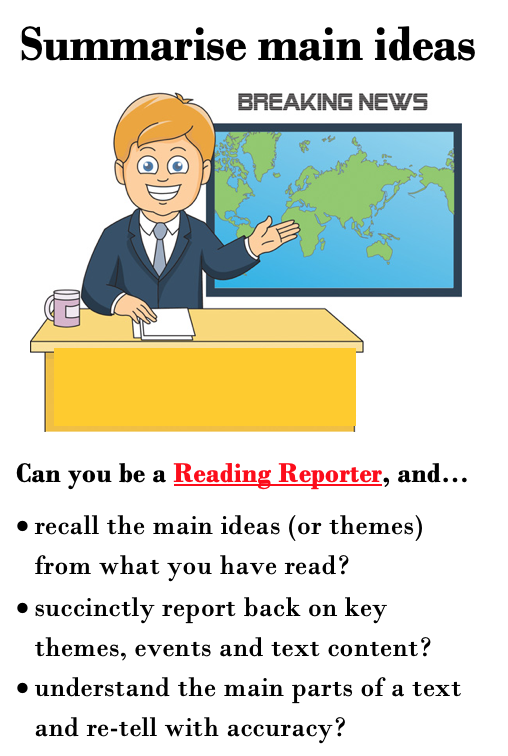 Summarise main ideas
BREAKING NEWS
Can you be a Reading Reporter, and...
• recall the main ideas (or themes)
from what you have read?
• succinctly report back on key
themes, events and text content?
• understand the main parts of a text
and re-tell with accuracy?